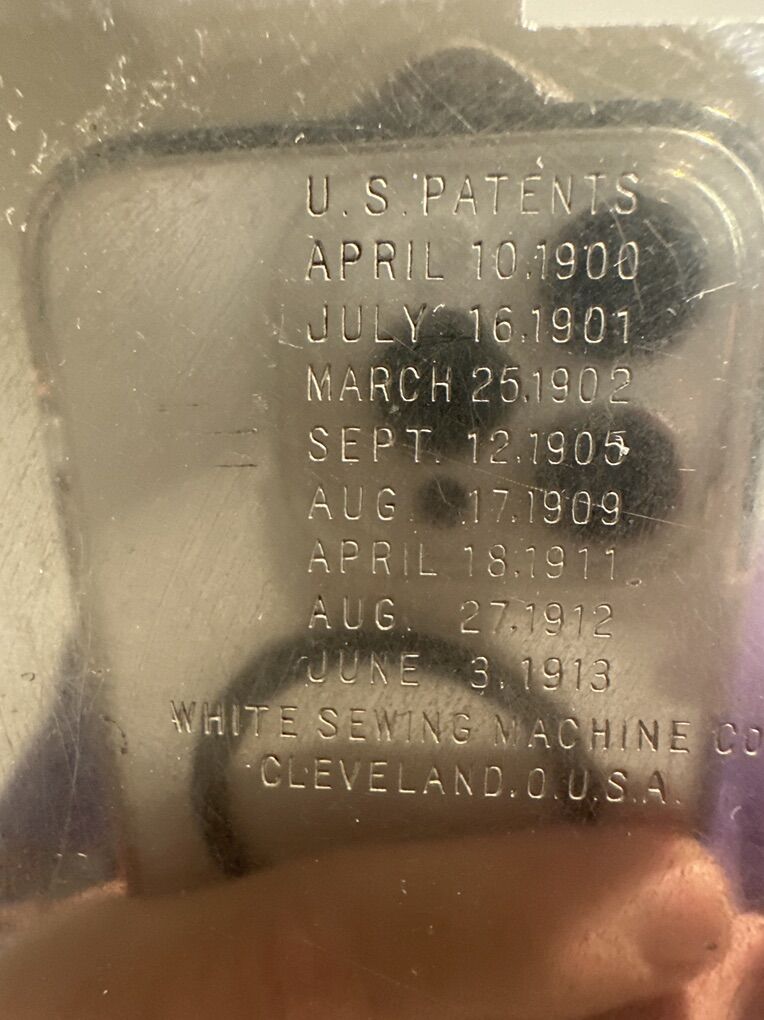 U.S. PATENTS
APRIL 10.1900
JULY 16.1901
MARCH 25.1902
SEPT. 12.1905
AUG. 17.1909
APRIL 18.1911
AUG. 27.1912
JUNE 3.1913
WHITE SEWING MACHINE CO
CLEVELAND.O.U.S.A.